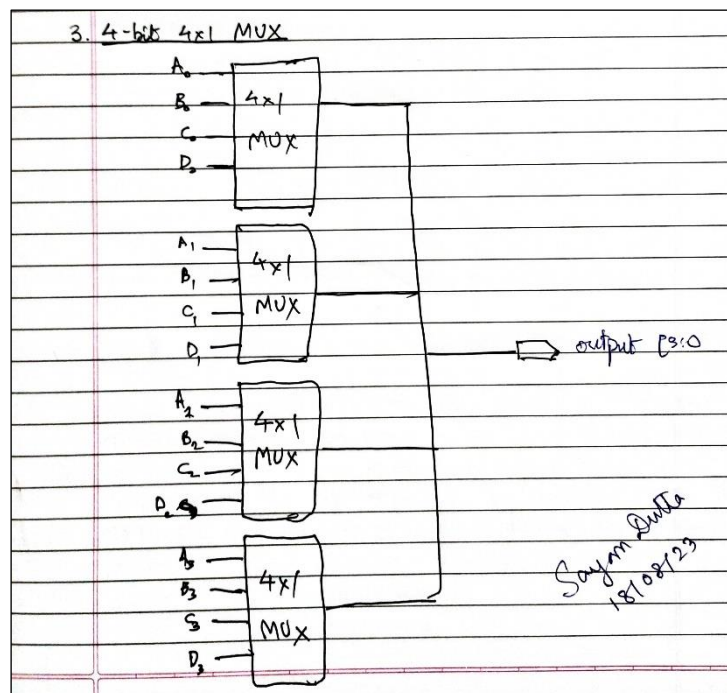 3. 4-bit 4x1 MUX
A₀
B₀
C₀
D₀
4x1
MUX
A₁
B₁
C₁
D₁
4x1
MUX
A₂
B₂
C₂
D₂
4x1
MUX
A₃
B₃
C₃
D₃
4x1
MUX
output [3:0
Sayan Dutta
18/08/23